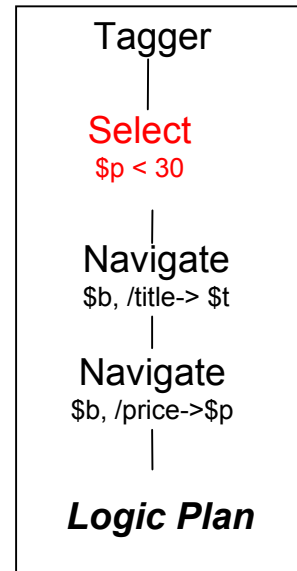 Tagger
Select
$p < 30
Navigate
$b, /title-> $t
Navigate
$b, /price->$p
Logic Plan